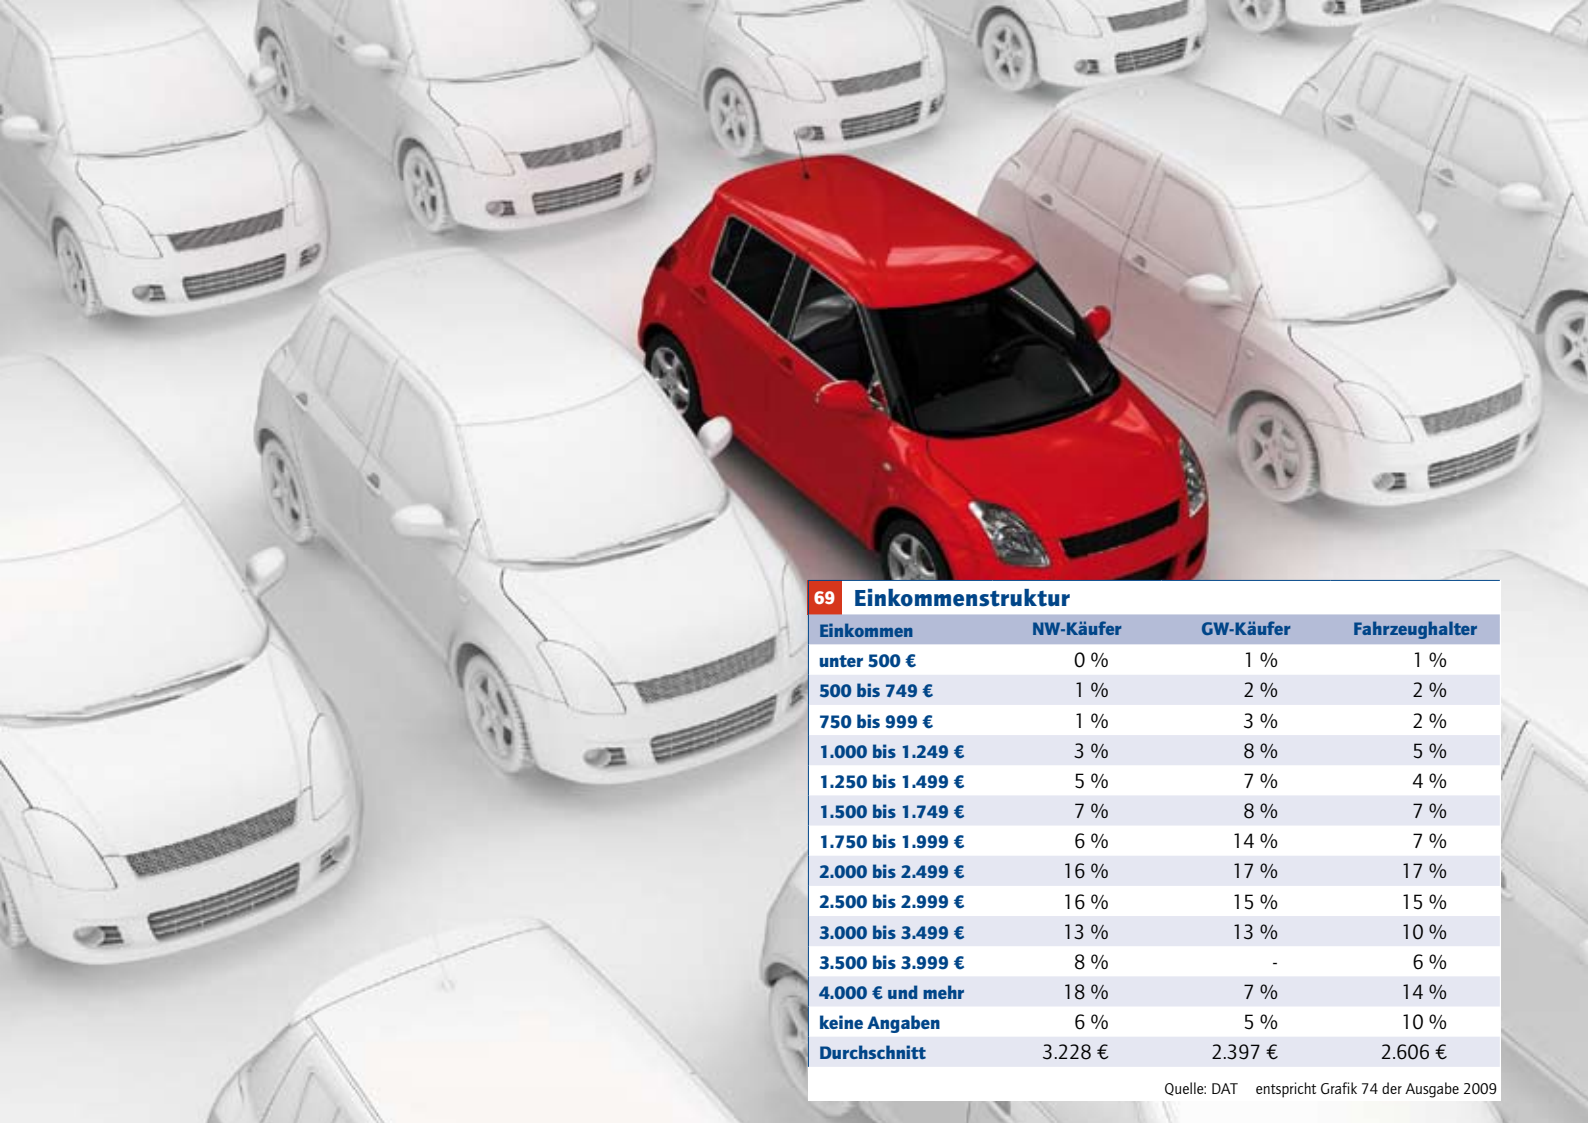 69 Einkommenstruktur
Einkommen NW-Käufer GW-Käufer Fahrzeughalter
unter 500 € 0 % 1 % 1 %
500 bis 749 € 1 % 2 % 2 %
750 bis 999 € 1 % 3 % 2 %
1.000 bis 1.249 € 3 % 8 % 5 %
1.250 bis 1.499 € 5 % 7 % 4 %
1.500 bis 1.749 € 7 % 8 % 7 %
1.750 bis 1.999 € 6 % 14 % 7 %
2.000 bis 2.499 € 16 % 17 % 17 %
2.500 bis 2.999 € 16 % 15 % 15 %
3.000 bis 3.499 € 13 % 13 % 10 %
3.500 bis 3.999 € 8 % - 6 %
4.000 € und mehr 18 % 7 % 14 %
keine Angaben 6 % 5 % 10 %
Durchschnitt 3.228 € 2.397 € 2.606 €
Quelle: DAT entspricht Grafik 74 der Ausgabe 2009